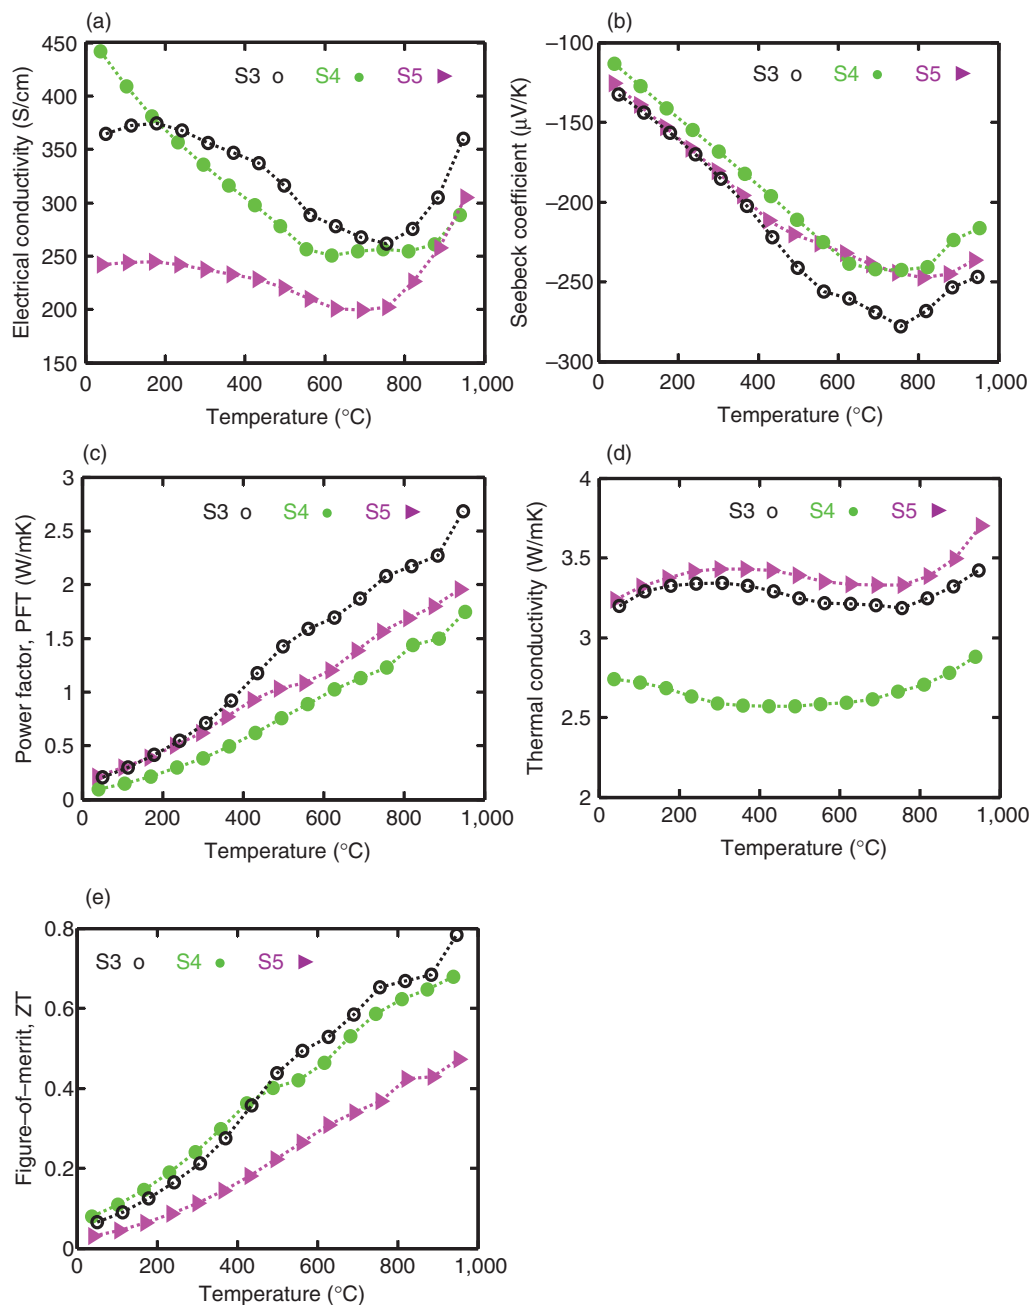 (a)
Electrical conductivity (S/cm)
450
400
350
300
250
200
150
S3 S4 S5
0 200 400 600 800 1,000
Temperature (°C)
(b)
Seebeck coefficient (μV/K)
−100
−150
−200
−250
−300
S3 S4 S5
0 200 400 600 800 1,000
Temperature (°C)
(c)
Power factor, PFT (W/mK)
3
2.5
2
1.5
1
0.5
0
S3 S4 S5
0 200 400 600 800 1,000
Temperature (°C)
(d)
Thermal conductivity (W/mK)
4
3.5
3
2.5
2
S3 S4 S5
0 200 400 600 800 1,000
Temperature (°C)
(e)
Figure–of–merrit, ZT
0.8
0.6
0.4
0.2
0
S3 S4 S5
0 200 400 600 800 1,000
Temperature (°C)